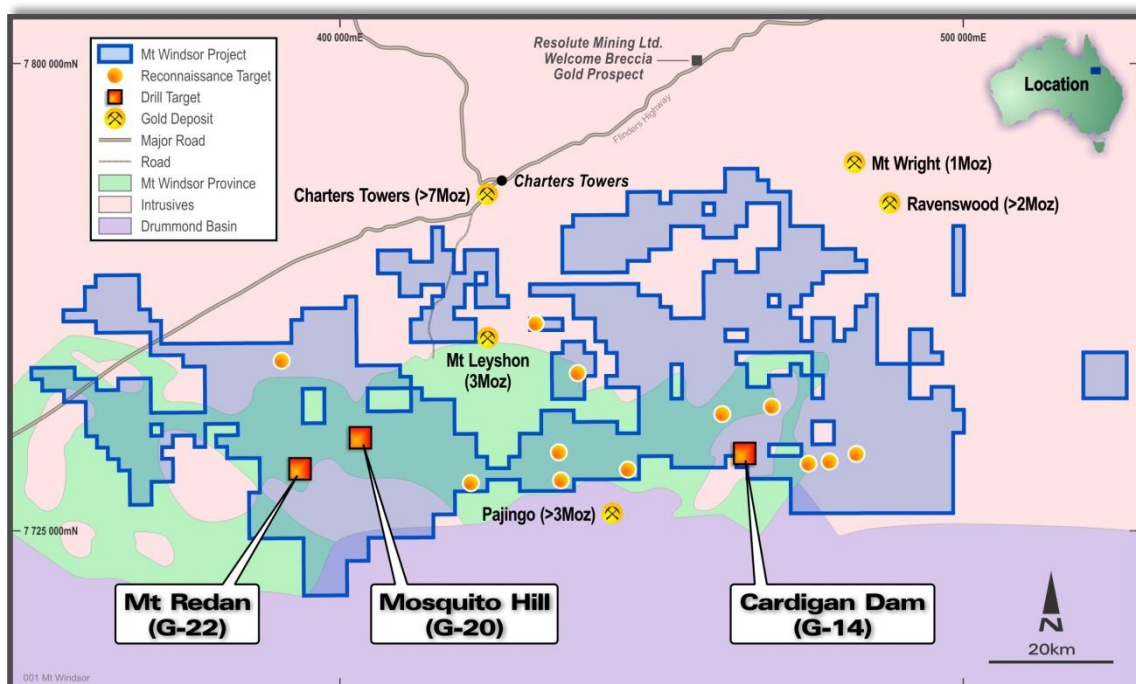 400 000mE
500 000mE
7 800 000mN
7 725 000mN
Mt Windsor Project
Reconnaissance Target
Drill Target
Gold Deposit
Major Road
Road
Mt Windsor Province
Intrusives
Drummond Basin
Resolute Mining Ltd.
Welcome Breccia
Gold Prospect
Flinders Highway
Location
Mt Wright (1Moz)
Ravenswood (>2Moz)
Charters Towers (>7Moz)
Charters Towers
Mt Leyshon
(3Moz)
Pajingo (>3Moz)
Mt Redan
(G-22)
Mosquito Hill
(G-20)
Cardigan Dam
(G-14)
N
20km
001 Mt Windsor